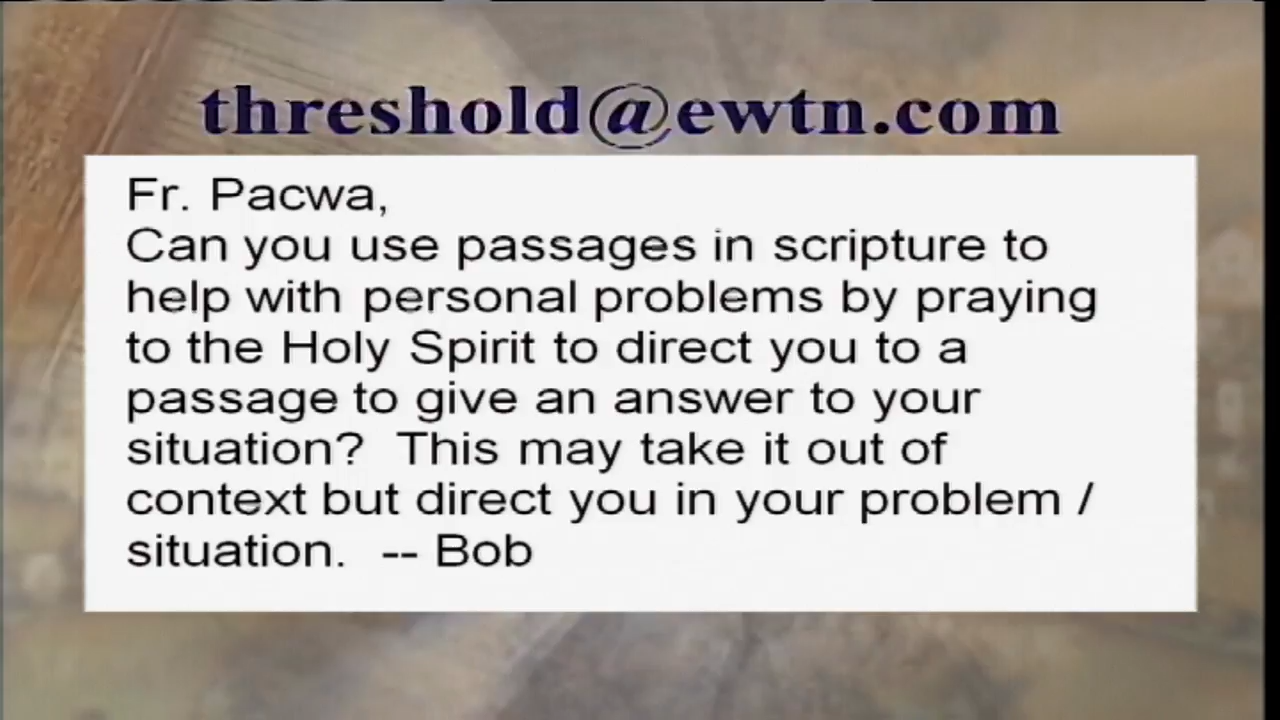 threshold@ewtn.com
Fr. Pacwa,
Can you use passages in scripture to
help with personal problems by praying
to the Holy Spirit to direct you to a
passage to give an answer to your
situation?  This may take it out of
context but direct you in your problem /
situation.  -- Bob